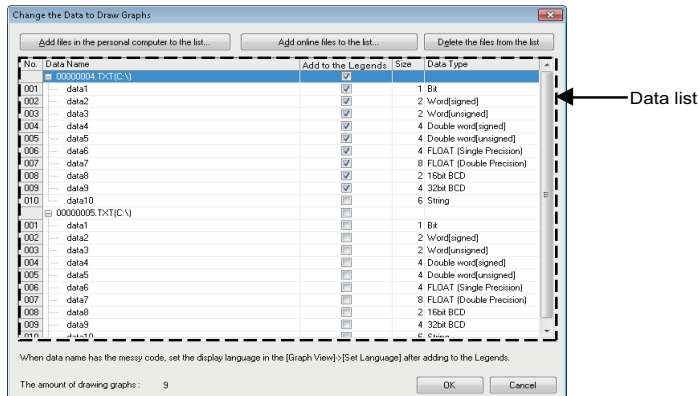 Change the Data to Draw Graphs
Add files in the personal computer to the list... Add online files to the list... Delete the files from the list
No. Data Name Add to the Legends Size Data Type
00000004.TXT(C:\)
001 data1 1 Bit
002 data2 2 Word[signed]
003 data3 2 Word[unsigned]
004 data4 4 Double word[signed]
005 data5 4 Double word[unsigned]
006 data6 4 FLOAT (Single Precision)
007 data7 8 FLOAT (Double Precision)
008 data8 2 16bit BCD
009 data9 4 32bit BCD
010 data10 6 String
00000005.TXT(C:\)
001 data1 1 Bit
002 data2 2 Word[signed]
003 data3 2 Word[unsigned]
004 data4 4 Double word[signed]
005 data5 4 Double word[unsigned]
006 data6 4 FLOAT (Single Precision)
007 data7 8 FLOAT (Double Precision)
008 data8 2 16bit BCD
009 data9 4 32bit BCD
010 data10 6 String
Data list
When data name has the messy code, set the display language in the [Graph View]->[Set Language] after adding to the Legends.
The amount of drawing graphs : 9
OK Cancel